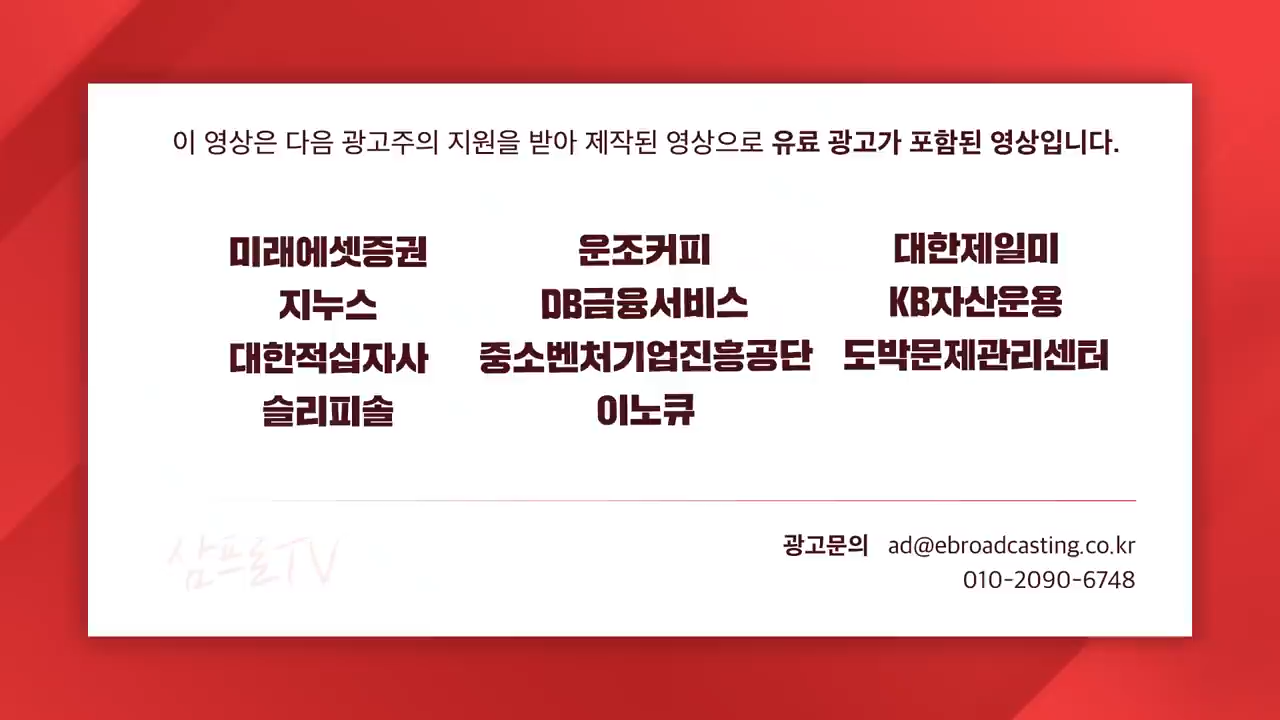 이 영상은 다음 광고주의 지원을 받아 제작된 영상으로 유료 광고가 포함된 영상입니다.
미래에셋증권 운조커피 대한제일미
지누스 DB금융서비스 KB자산운용
대한적십자사 중소벤처기업진흥공단 도박문제관리센터
슬리피솔 이노큐
삼프로TV
광고문의 ad@ebroadcasting.co.kr
010-2090-6748